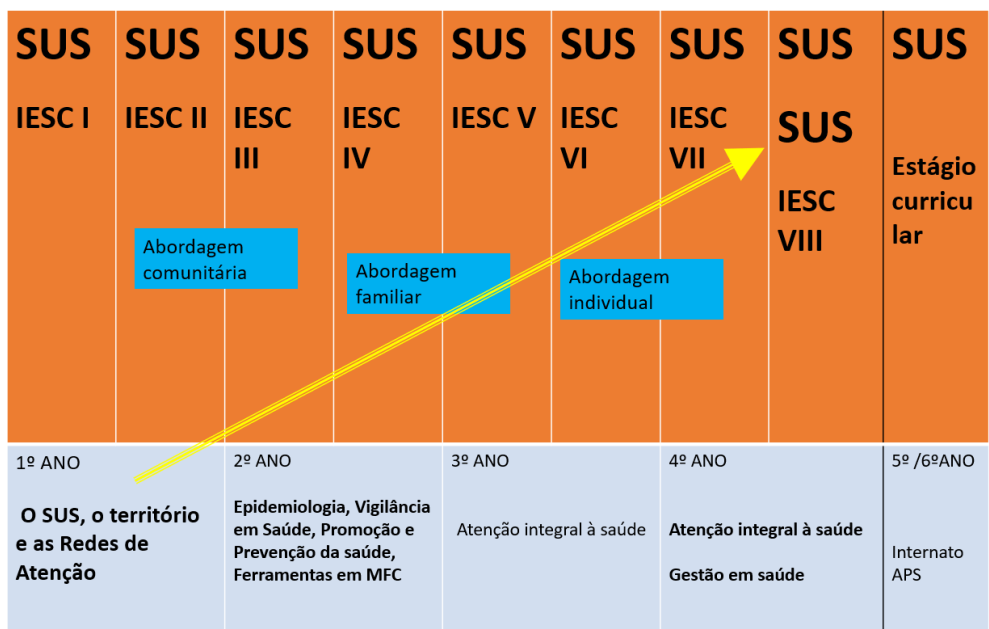 SUS
IESC I
SUS
IESC II
SUS
IESC
III
SUS
IESC
IV
SUS
IESC V
SUS
IESC
VI
SUS
IESC
VII
SUS
SUS
IESC
VIII
SUS
Estágio
curricu
lar
Abordagem
comunitária
Abordagem
familiar
Abordagem
individual
1º ANO
O SUS, o território
e as Redes de
Atenção
2º ANO
Epidemiologia, Vigilância
em Saúde, Promoção e
Prevenção da saúde,
Ferramentas em MFC
3º ANO
Atenção integral à saúde
4º ANO
Atenção integral à saúde
Gestão em saúde
5º /6ºANO
Internato
APS